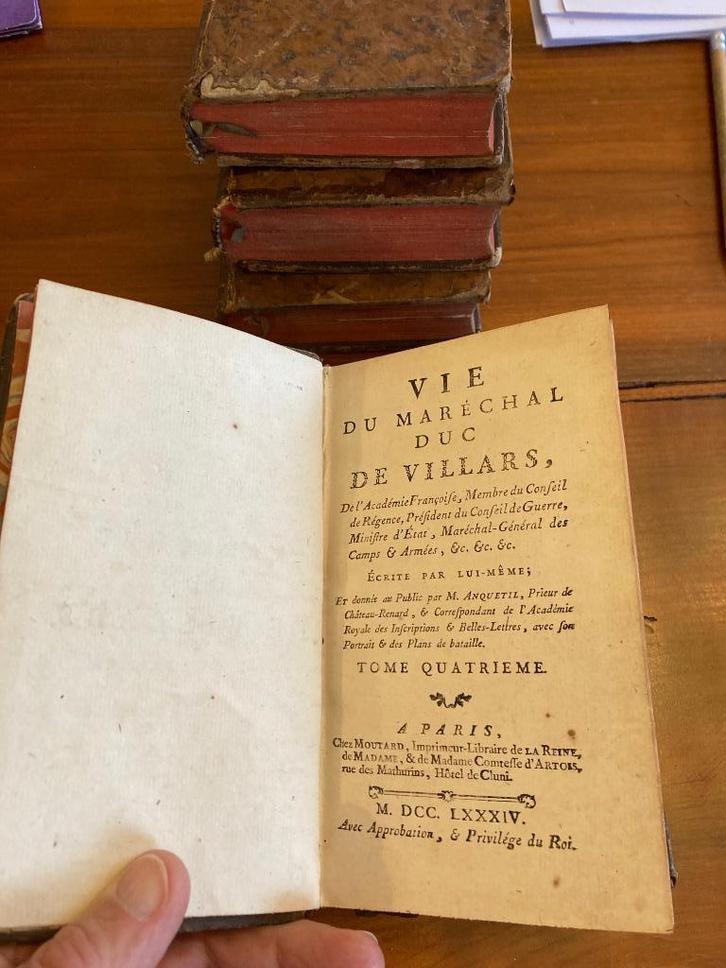 VIE
DU MARÉCHAL
DUC
DE VILLARS,
De l'Académie Françoiſe, Membre du Conſeil
de Régence, Préſident du Conſeil de Guerre,
Miniſtre d'État, Maréchal-Général des
Camps & Armées, &c. &c. &c.
ÉCRITE PAR LUI-MÊME;
Et donnée au Public par M. ANQUETIL, Prieur de
Château-Renard, & Correſpondant de l'Académie
Royale des Inſcriptions & Belles-Lettres, avec ſon
Portrait & des Plans de bataille.
TOME QUATRIEME.
A PARIS,
Chez MOUTARD, Imprimeur-Libraire de LA REINE,
de MADAME, & de Madame Comteſſe d'ARTOIS,
rue des Mathurins, Hôtel de Cluni.
M. DCC. LXXXIV.
Avec Approbation, & Privilége du Roi.